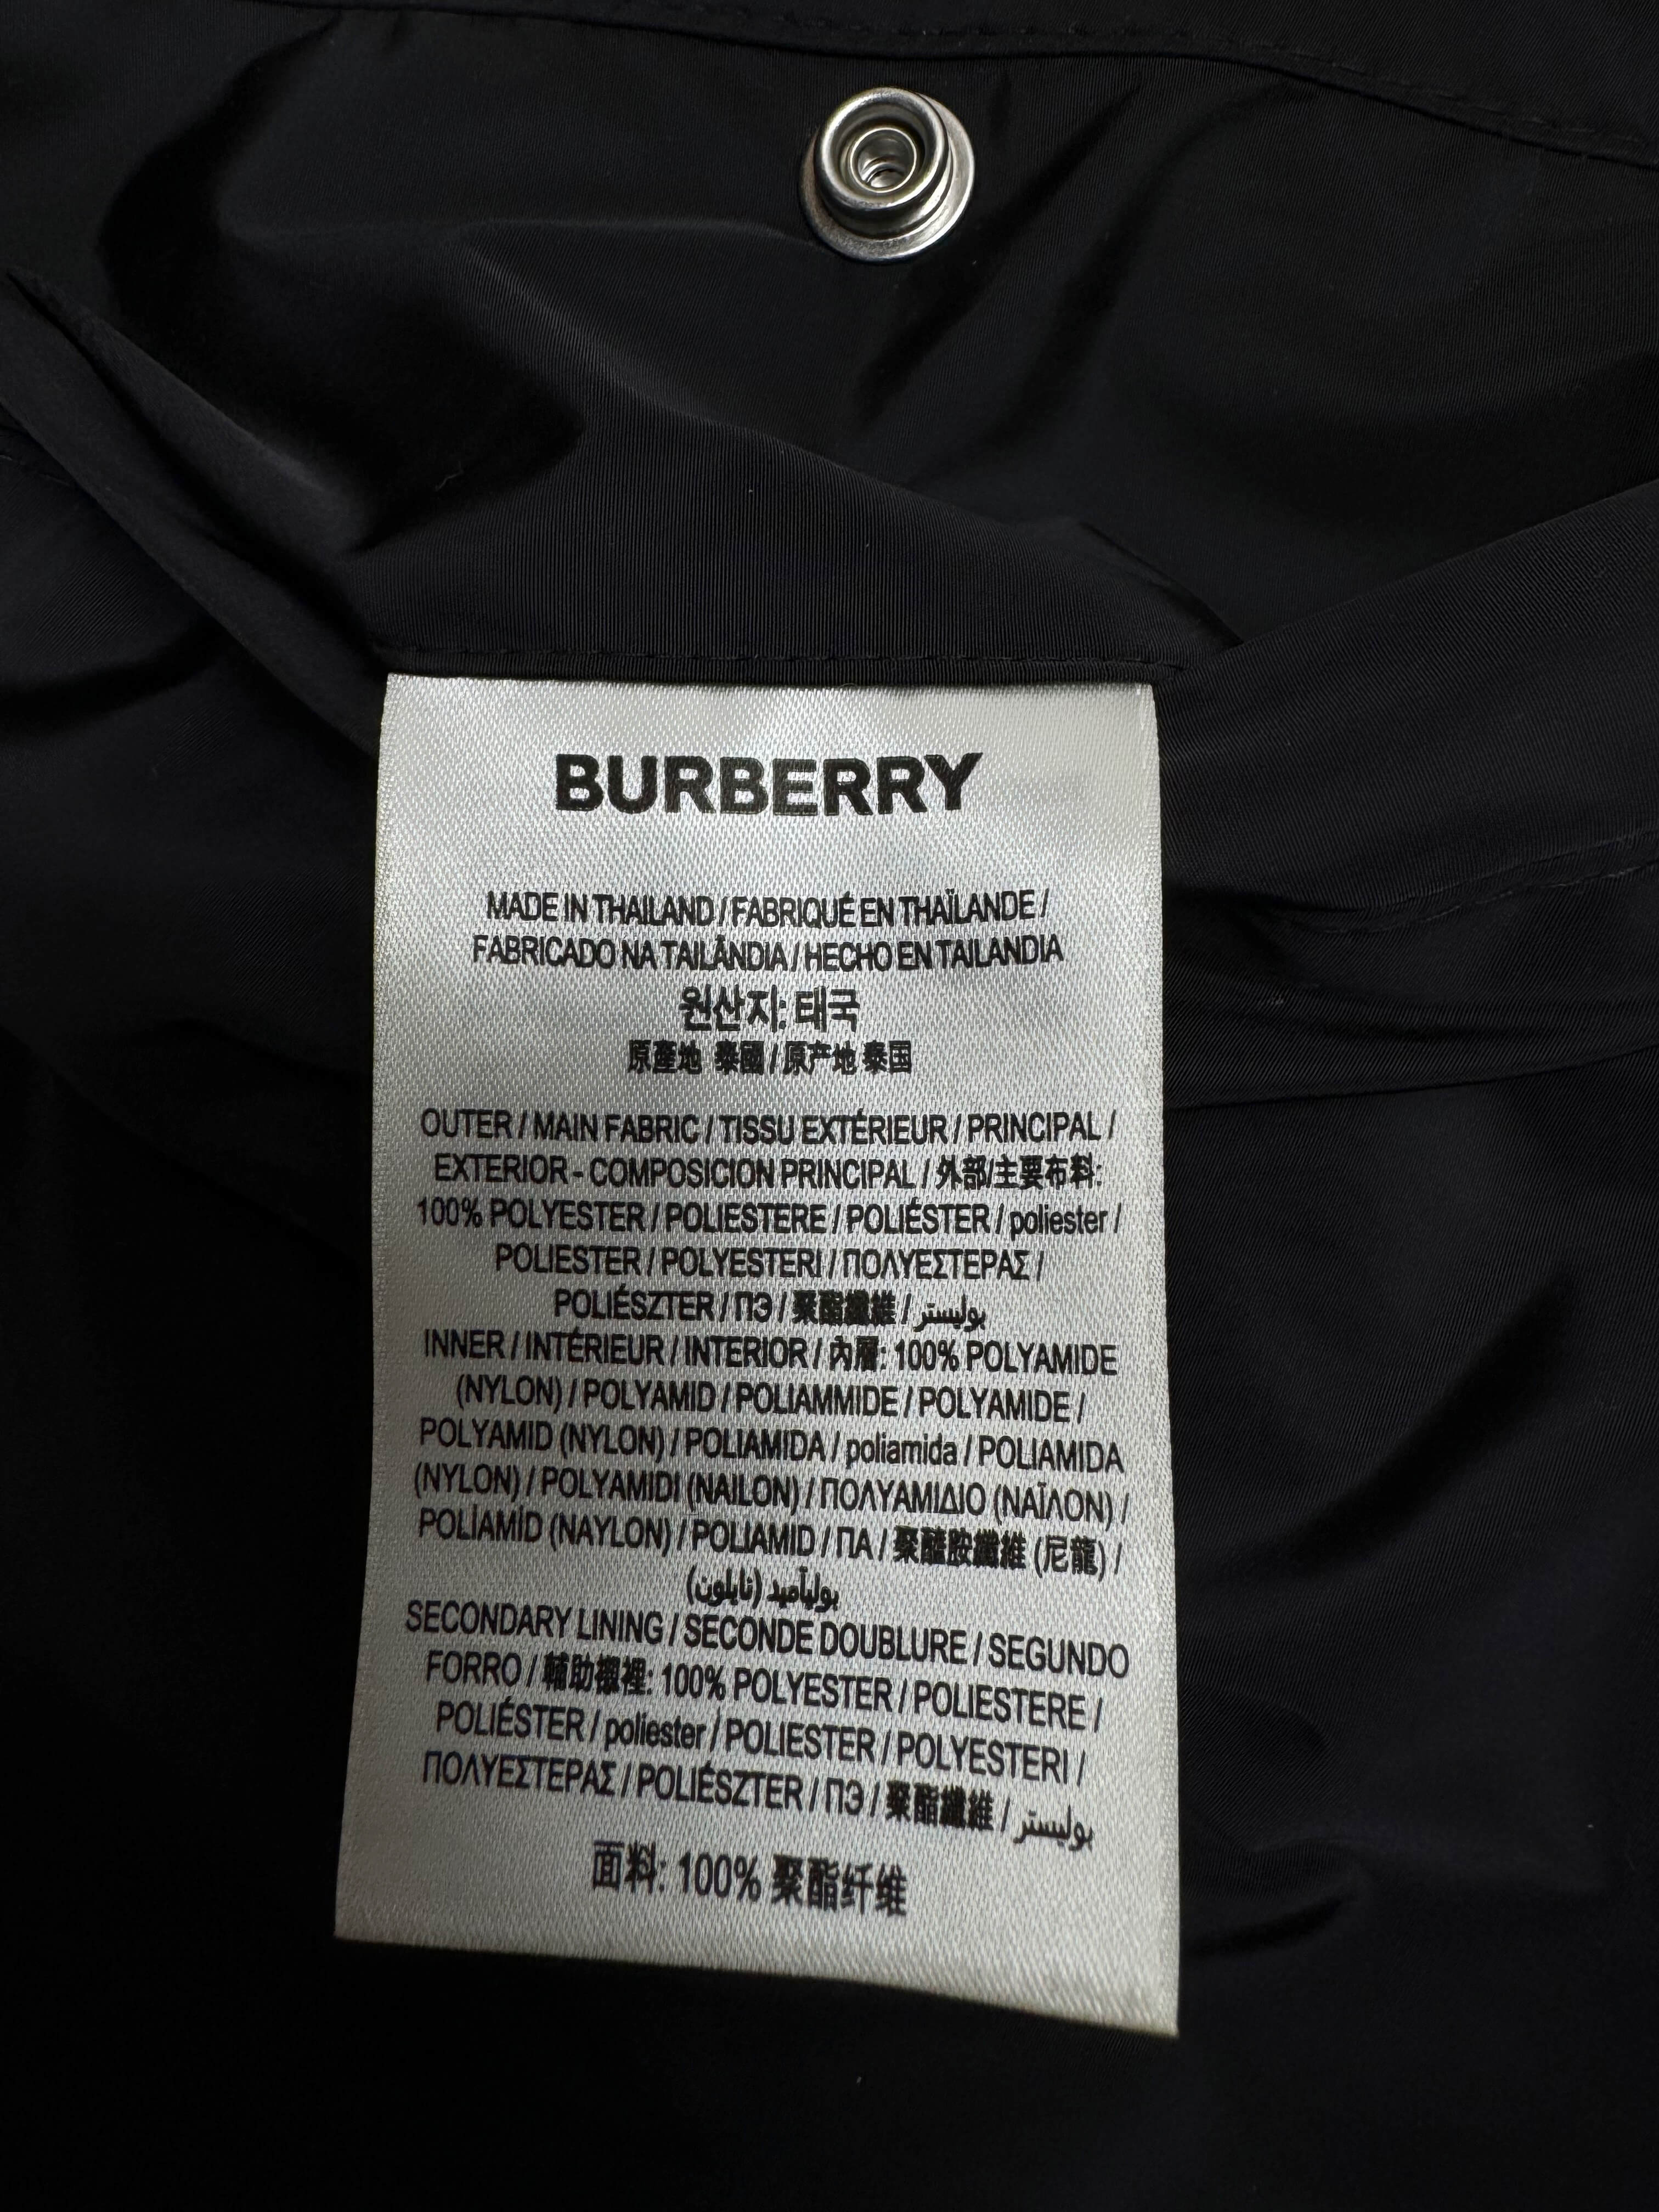 BURBERRY
MADE IN THAILAND / FABRIQUÉ EN THAÏLANDE /
FABRICADO NA TAILÂNDIA / HECHO EN TAILANDIA
원산지: 태국
原產地 泰國 / 原产地 泰国
OUTER / MAIN FABRIC / TISSU EXTÉRIEUR / PRINCIPAL /
EXTERIOR - COMPOSICION PRINCIPAL / 外部/主要布料:
100% POLYESTER / POLIESTERE / POLIÉSTER / poliester /
POLIESTER / POLYESTERI / ΠΟΛΥΕΣΤΕΡΑΣ /
POLIÉSZTER / ПЭ / 聚酯纖維 / بوليستر
INNER / INTÉRIEUR / INTERIOR / 內層: 100% POLYAMIDE
(NYLON) / POLYAMID / POLIAMMIDE / POLYAMIDE /
POLYAMID (NYLON) / POLIAMIDA / poliamida / POLIAMIDA
(NYLON) / POLYAMIDI (NAILON) / ΠΟΛΥΑΜΙΔΙΟ (ΝΑΪΛΟΝ) /
POLİAMİD (NAYLON) / POLIAMID / ПА / 聚醯胺纖維 (尼龍) /
بوليآميد (نايلون)
SECONDARY LINING / SECONDE DOUBLURE / SEGUNDO
FORRO / 輔助襯裡: 100% POLYESTER / POLIESTERE /
POLIÉSTER / poliester / POLIESTER / POLYESTERI /
ΠΟΛΥΕΣΤΕΡΑΣ / POLIÉSZTER / ПЭ / 聚酯纖維 / بوليستر
面料: 100% 聚酯纤维